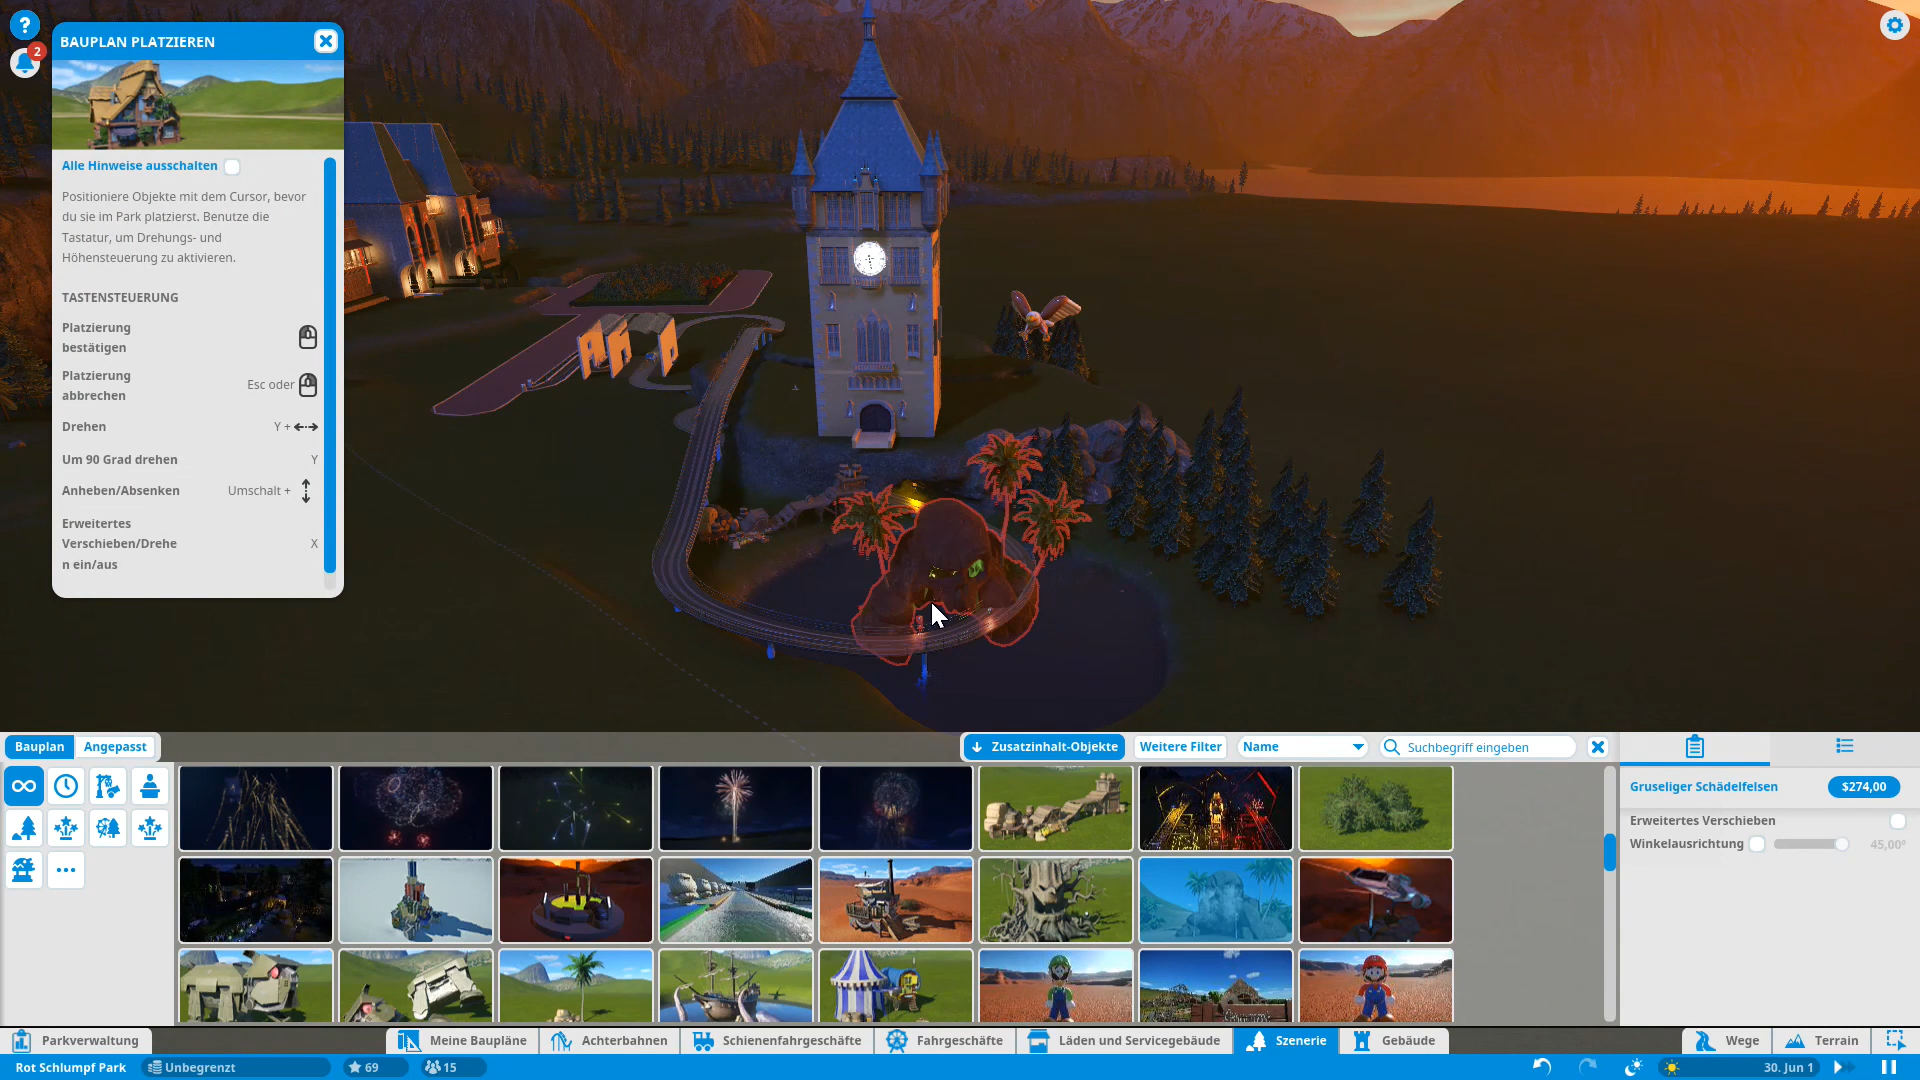 ?
2
BAUPLAN PLATZIEREN
Alle Hinweise ausschalten
Positioniere Objekte mit dem Cursor, bevor
du sie im Park platzierst. Benutze die
Tastatur, um Drehungs- und
Höhensteuerung zu aktivieren.
TASTENSTEUERUNG
Platzierung
bestätigen
Platzierung
abbrechen
Esc oder
Drehen
Y +
Um 90 Grad drehen
Y
Anheben/Absenken
Umschalt +
Erweitertes
Verschieben/Drehe
n ein/aus
X
Bauplan
Angepasst
Zusatzinhalt-Objekte
Weitere Filter
Name
Suchbegriff eingeben
Gruseliger Schädelfelsen
$274,00
Erweitertes Verschieben
Winkelausrichtung
45,00°
Parkverwaltung
Meine Baupläne
Achterbahnen
Schienenfahrgeschäfte
Fahrgeschäfte
Läden und Servicegebäude
Szenerie
Gebäude
Wege
Terrain
Rot Schlumpf Park
Unbegrenzt
69
15
30. Jun 1